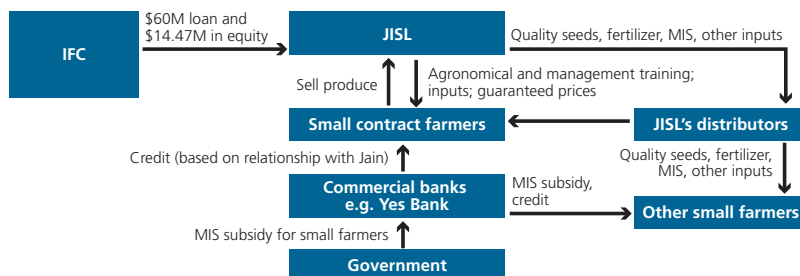 $60M loan and
$14.47M in equity
IFC
JISL
Quality seeds, fertilizer, MIS, other inputs
Sell produce
Agronomical and management training;
inputs; guaranteed prices
Small contract farmers
JISL's distributors
Credit (based on relationship with Jain)
Quality seeds, fertilizer,
MIS, other inputs
Commercial banks
e.g. Yes Bank
MIS subsidy,
credit
Other small farmers
MIS subsidy for small farmers
Government